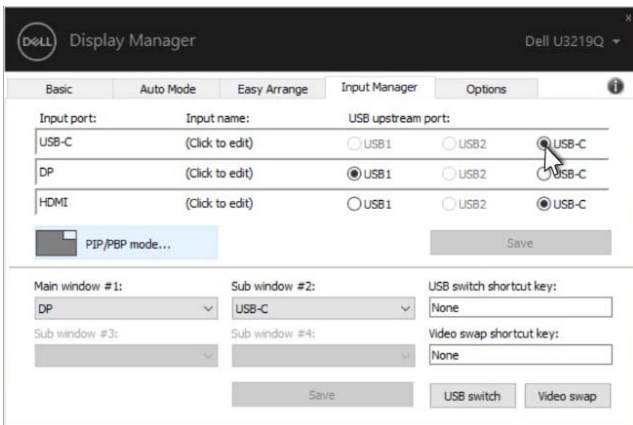 DELL Display Manager Dell U3219Q
Basic Auto Mode Easy Arrange Input Manager Options
Input port: Input name: USB upstream port:
USB-C (Click to edit) USB1 USB2 USB-C
DP (Click to edit) USB1 USB2 USB-C
HDMI (Click to edit) USB1 USB2 USB-C
PIP/PBP mode... Save
Main window #1: Sub window #2: USB switch shortcut key:
DP USB-C None
Sub window #3: Sub window #4: Video swap shortcut key:
None
Save USB switch Video swap